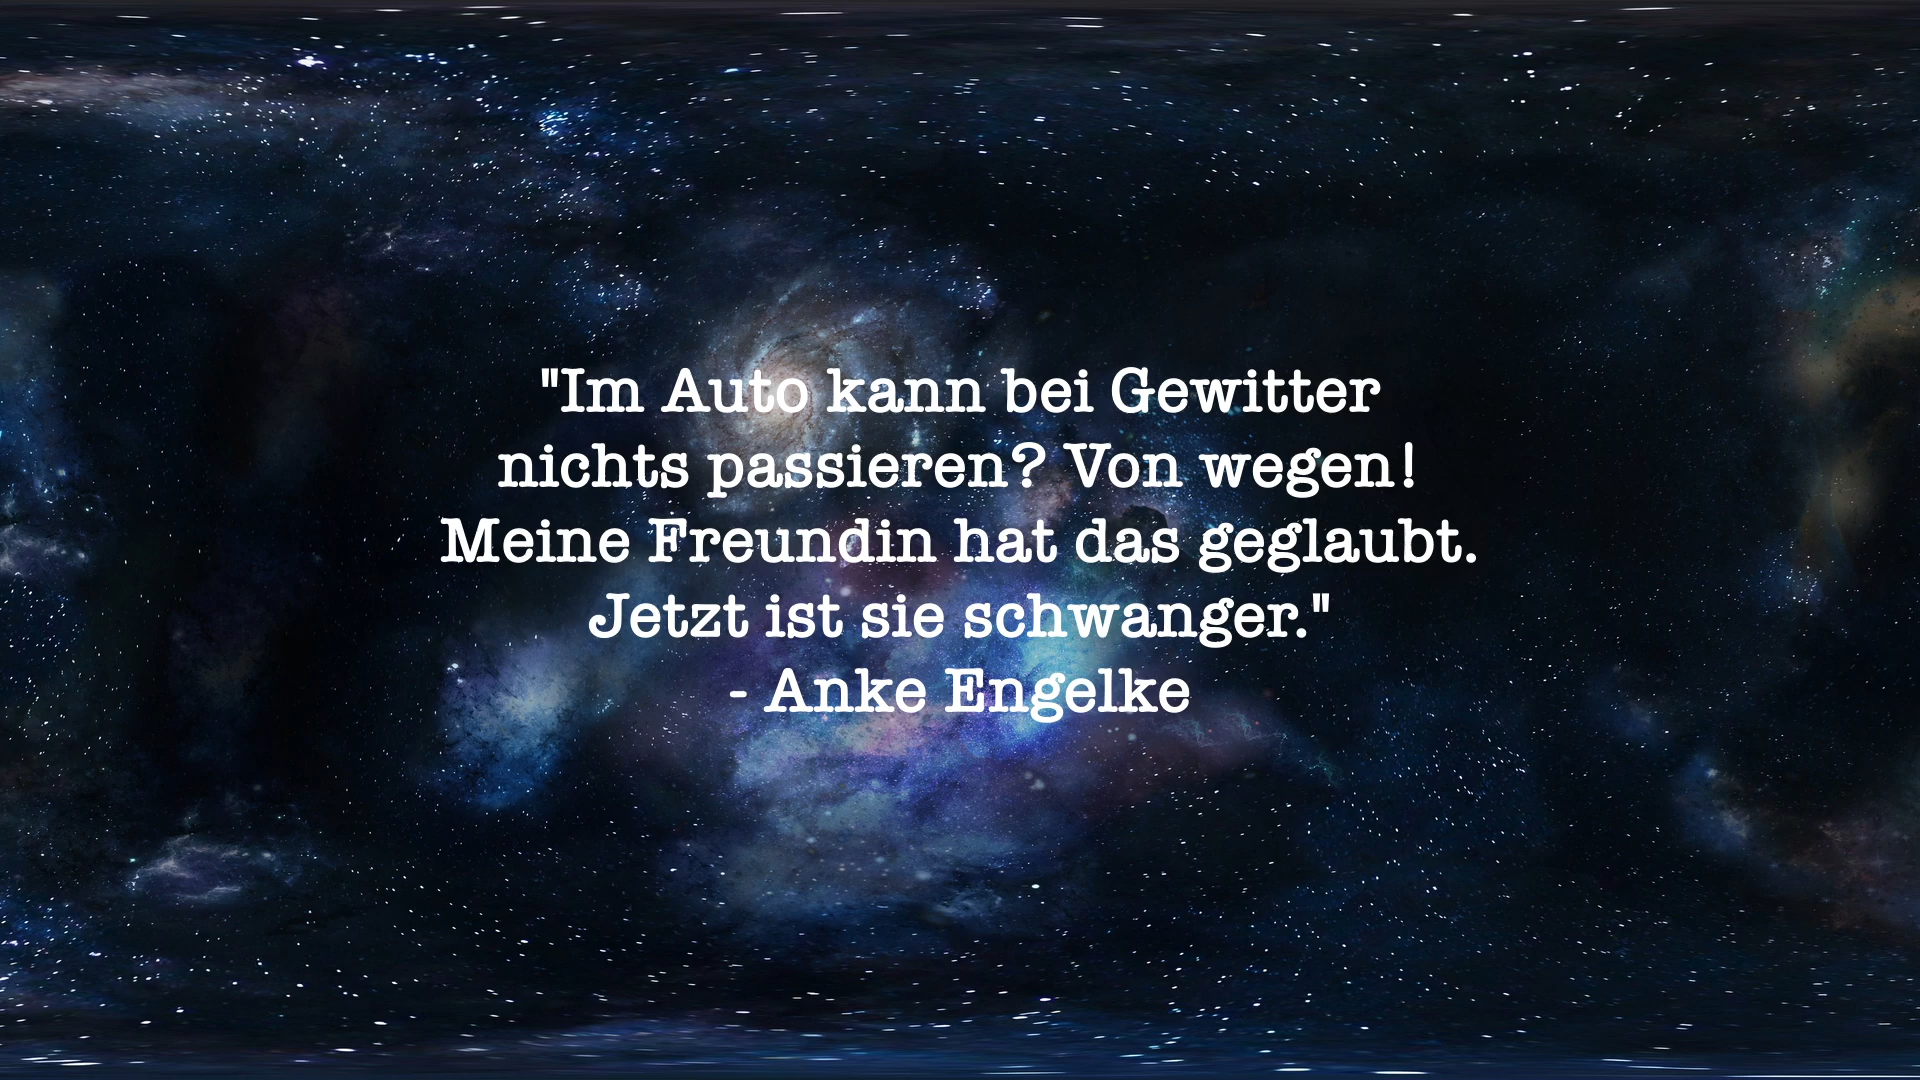 "Im Auto kann bei Gewitter
nichts passieren? Von wegen!
Meine Freundin hat das geglaubt.
Jetzt ist sie schwanger."
- Anke Engelke